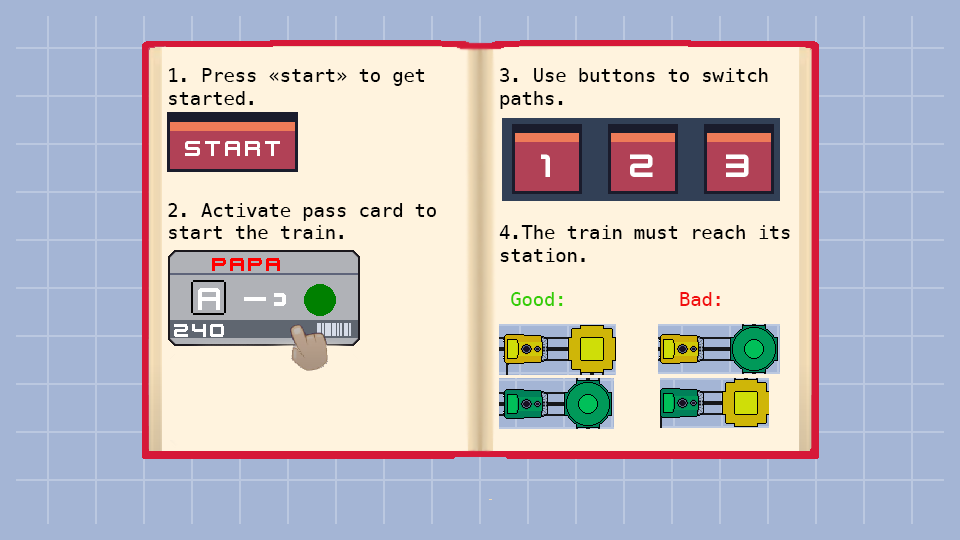 1. Press «start» to get
started.
START
2. Activate pass card to
start the train.
PAPA
A
240
3. Use buttons to switch
paths.
1 2 3
4.The train must reach its
station.
Good: Bad: